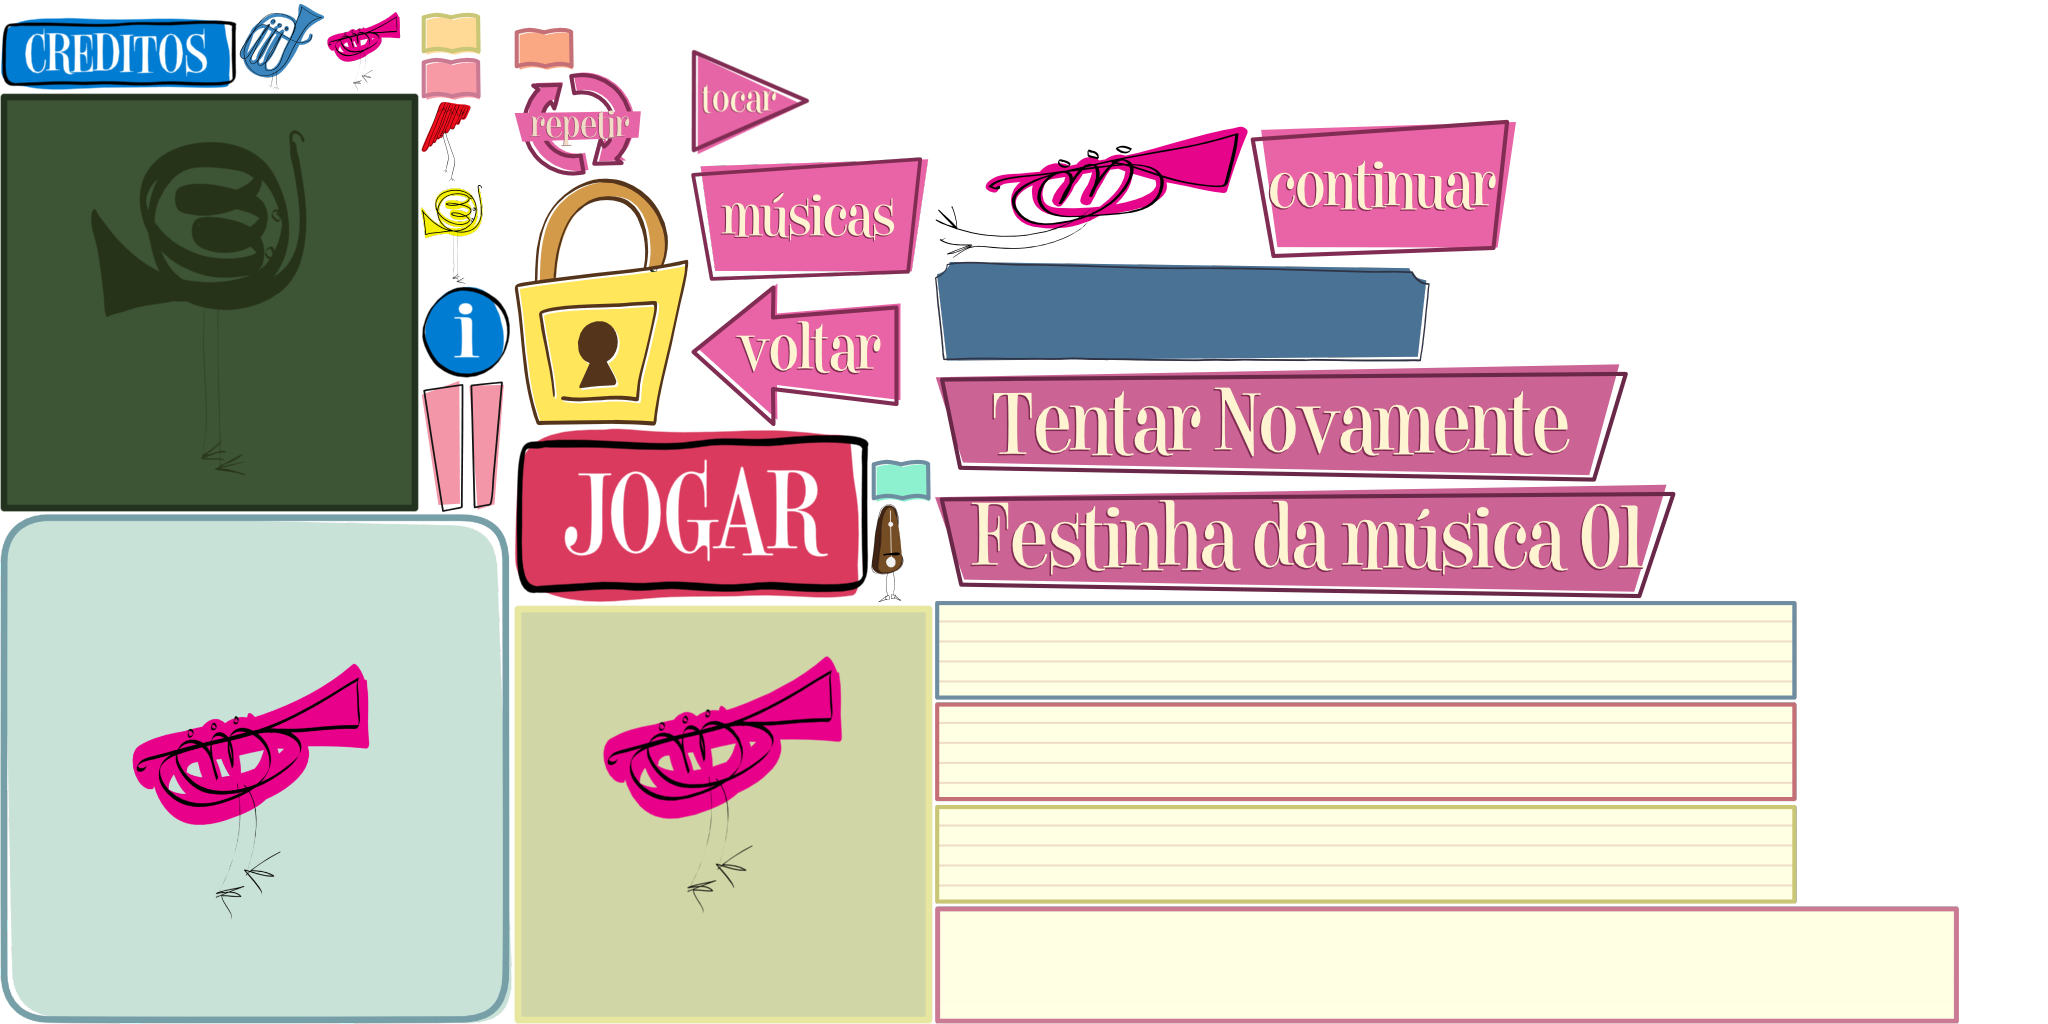 CREDITOS
tocar
repetir
músicas
continuar
i
voltar
Tentar Novamente
JOGAR
Festinha da música 01